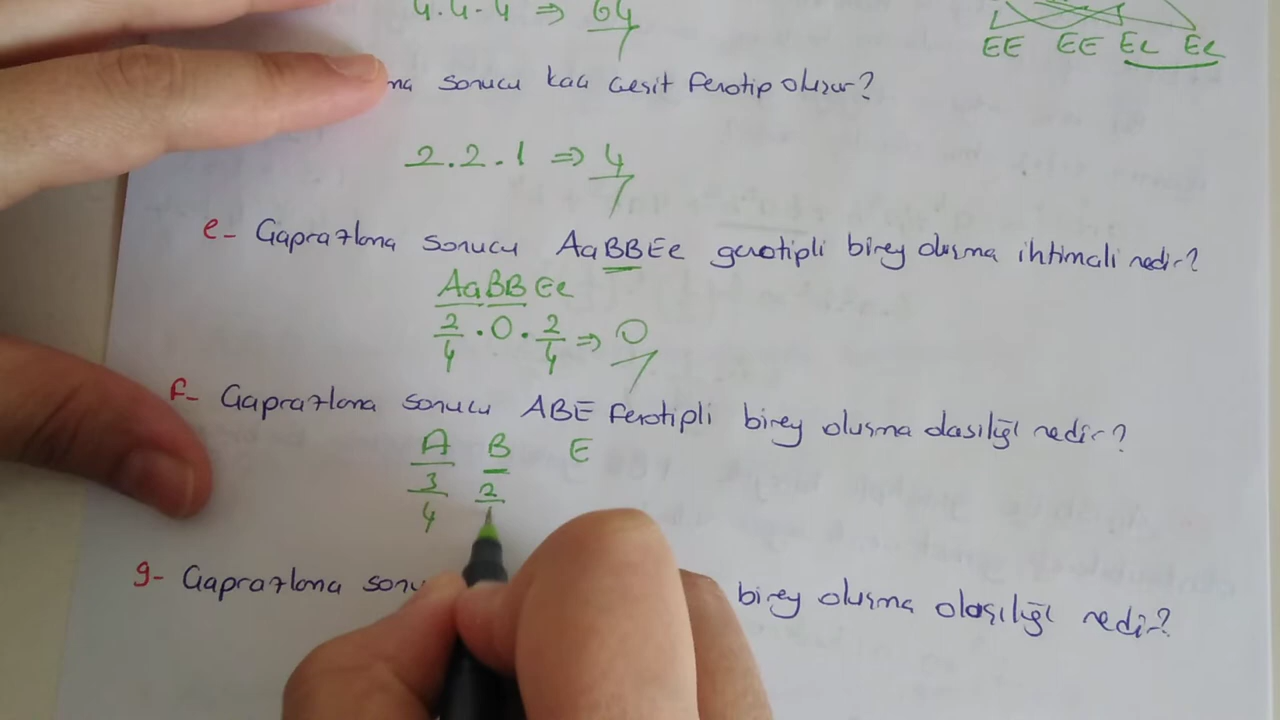 4.4.4 ⇒ 64
EE EE Ee Ee
sonucu kaç çeşit fenotip oluşur?
2.2.1 ⇒ 4
e- Çaprazlama sonucu AaBBEe genotipli birey oluşma ihtimali nedir?
AaBBEe
2/4 . 0 . 2/4 ⇒ 0
f- Çaprazlama sonucu ABE fenotipli birey oluşma olasılığı nedir?
A B E
3/4 2/
g- Çaprazlama birey oluşma olasılığı nedir?